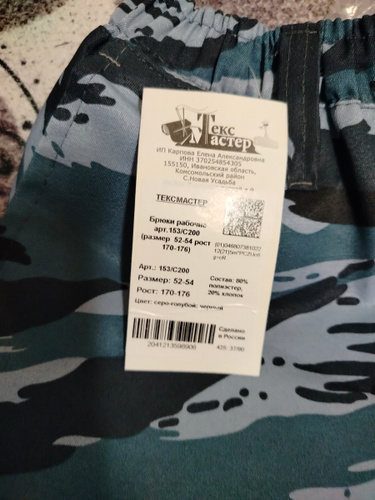 Текс
Мастер
ИП Карпова Елена Александровна
ИНН 370254854305
155150, Ивановская область,
Комсомольский район
С.Новая Усадьба
ТЕКСМАСТЕР
Брюки рабочие
арт.153/С200
(размер 52-54 рост
170-176)
Арт.: 153/С200
Размер: 52-54
Рост: 170-176
Цвет: серо-голубой; черный
Состав: 80%
полиэстер,
20% хлопок
Сделано
в России